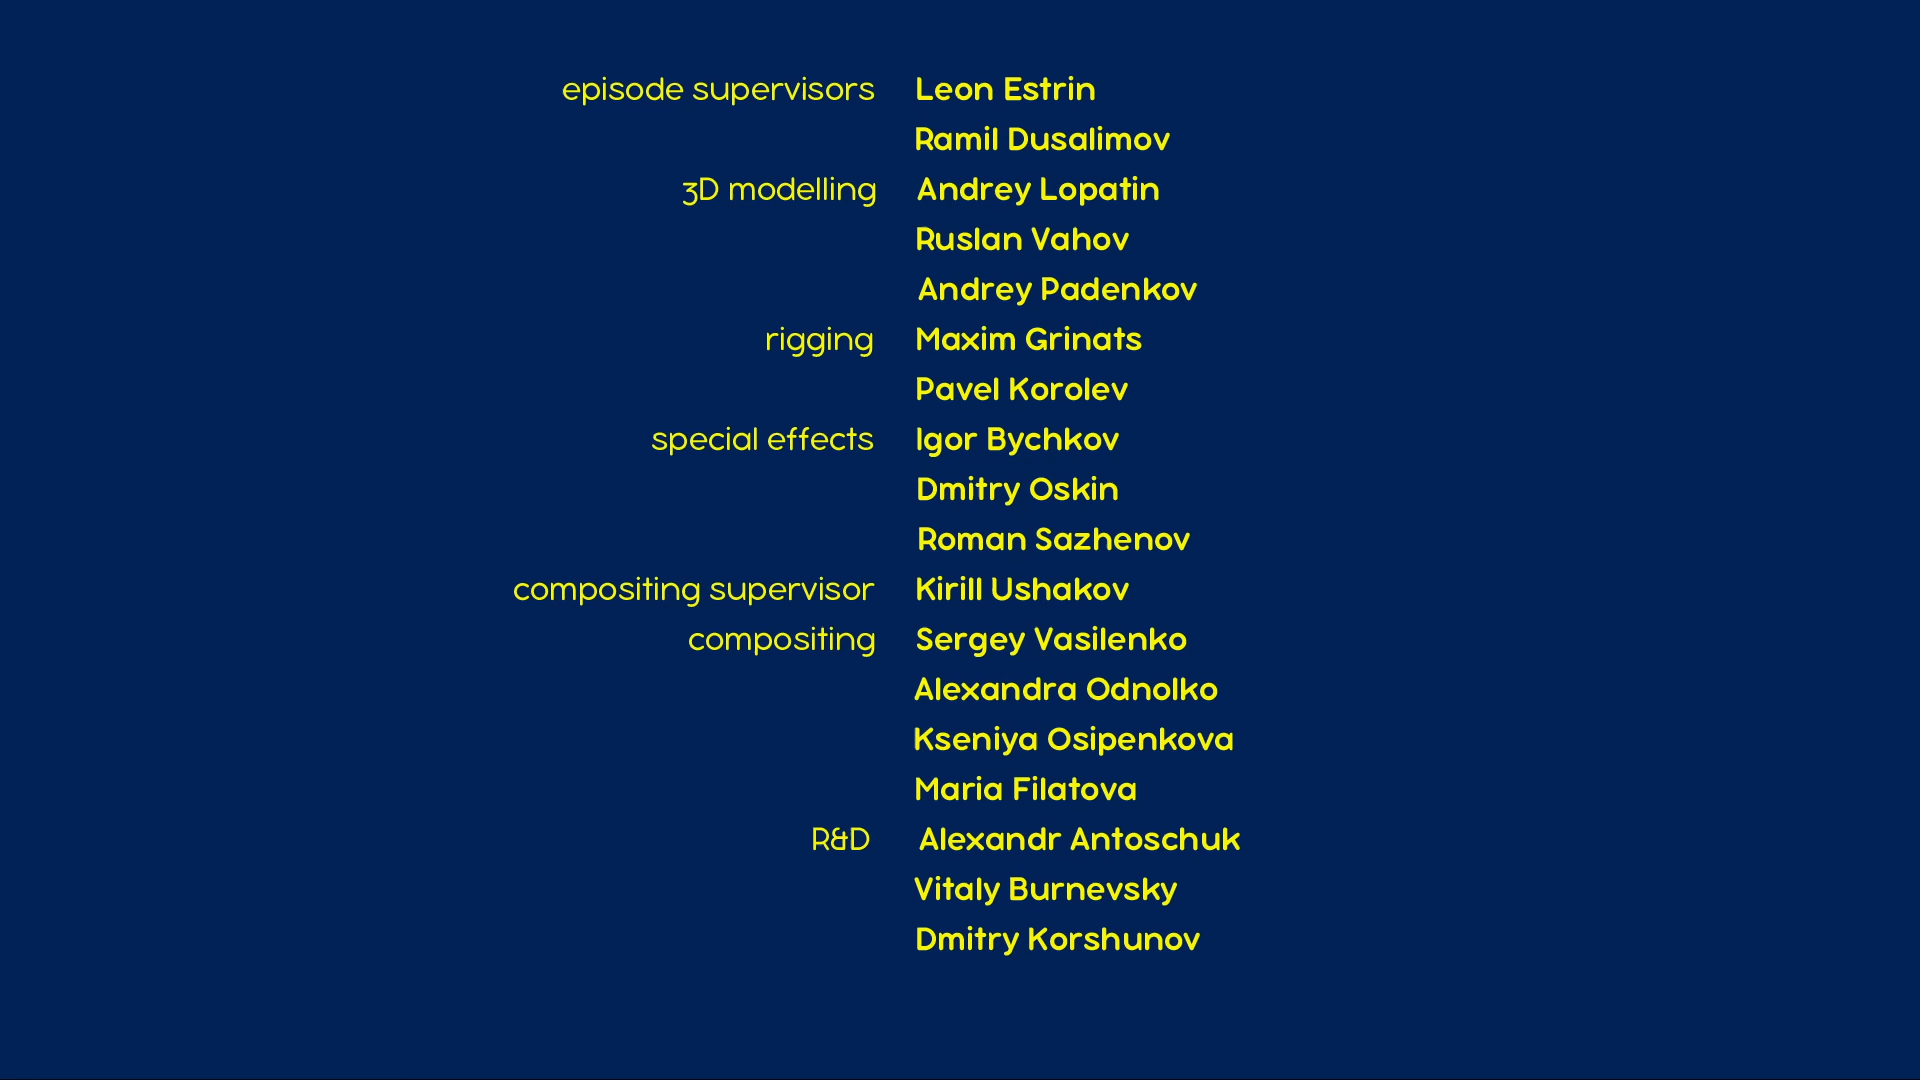 episode supervisors Leon Estrin
Ramil Dusalimov
3D modelling Andrey Lopatin
Ruslan Vahov
Andrey Padenkov
rigging Maxim Grinats
Pavel Korolev
special effects Igor Bychkov
Dmitry Oskin
Roman Sazhenov
compositing supervisor Kirill Ushakov
compositing Sergey Vasilenko
Alexandra Odnolko
Kseniya Osipenkova
Maria Filatova
R&D Alexandr Antoschuk
Vitaly Burnevsky
Dmitry Korshunov